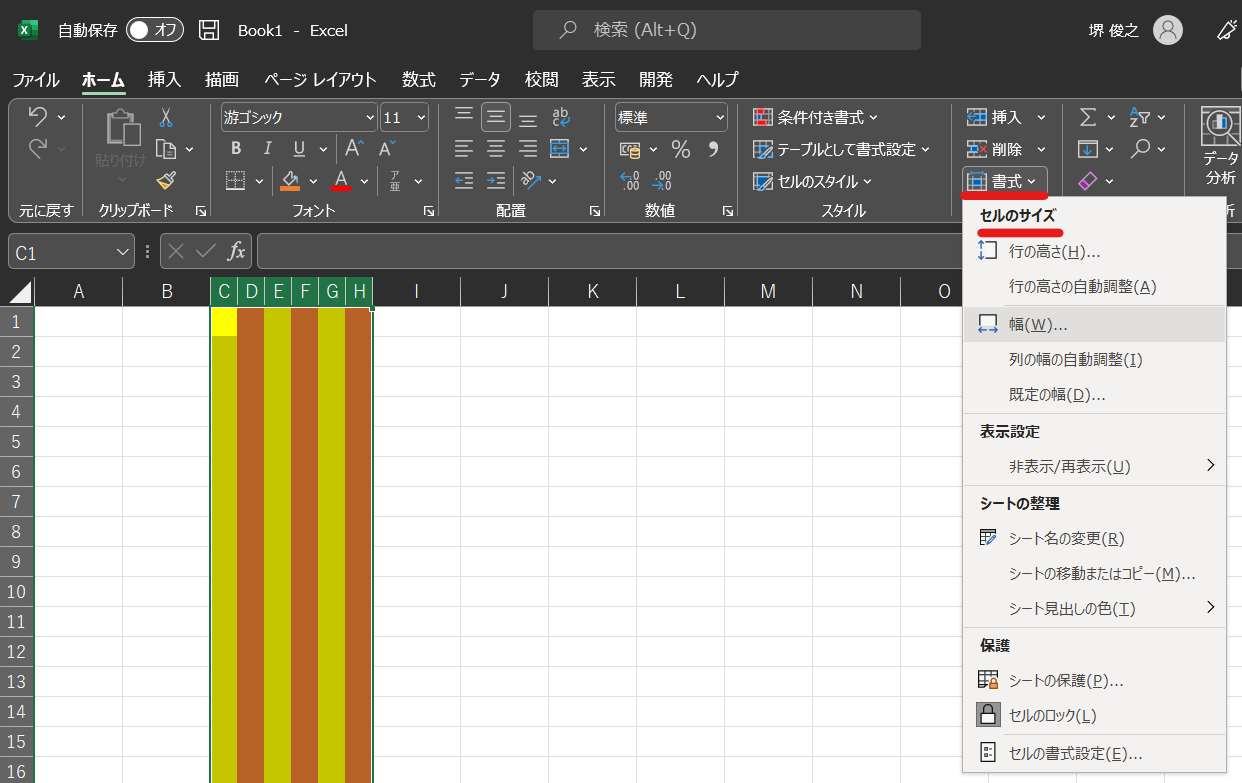 自動保存 オフ Book1 - Excel 検索 (Alt+Q) 堺 俊之
ファイル ホーム 挿入 描画 ページ レイアウト 数式 データ 校閲 表示 開発 ヘルプ
貼り付け
游ゴシック 11
B I U A A A
ab
ア
亜
標準
% 9
.00
条件付き書式
テーブルとして書式設定
セルのスタイル
挿入
削除
書式
データ
分析
元に戻す クリップボード フォント 配置 数値 スタイル 析
C1 fx
A B C D E F G H I J K L M N O
1
2
3
4
5
6
7
8
9
10
11
12
13
14
15
16
セルのサイズ
行の高さ(H)...
行の高さの自動調整(A)
幅(W)...
列の幅の自動調整(I)
既定の幅(D)...
表示設定
非表示/再表示(U)
シートの整理
シート名の変更(R)
シートの移動またはコピー(M)...
シート見出しの色(T)
保護
シートの保護(P)...
セルのロック(L)
セルの書式設定(E)...